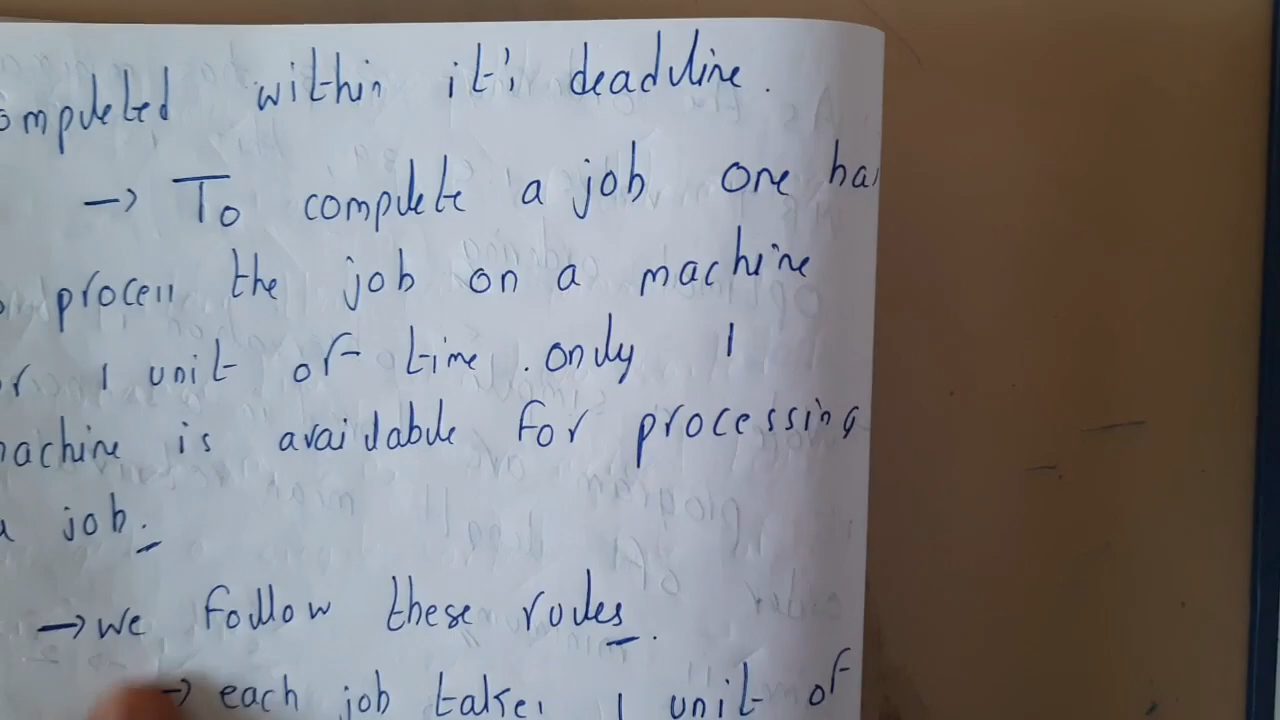 ompleted within it's deadline.
→ To complete a job one ha
process the job on a machine
or 1 unit of time. only 1
achine is available for processing
a job.
→ we follow these rules.
→ each job takes 1 unit of